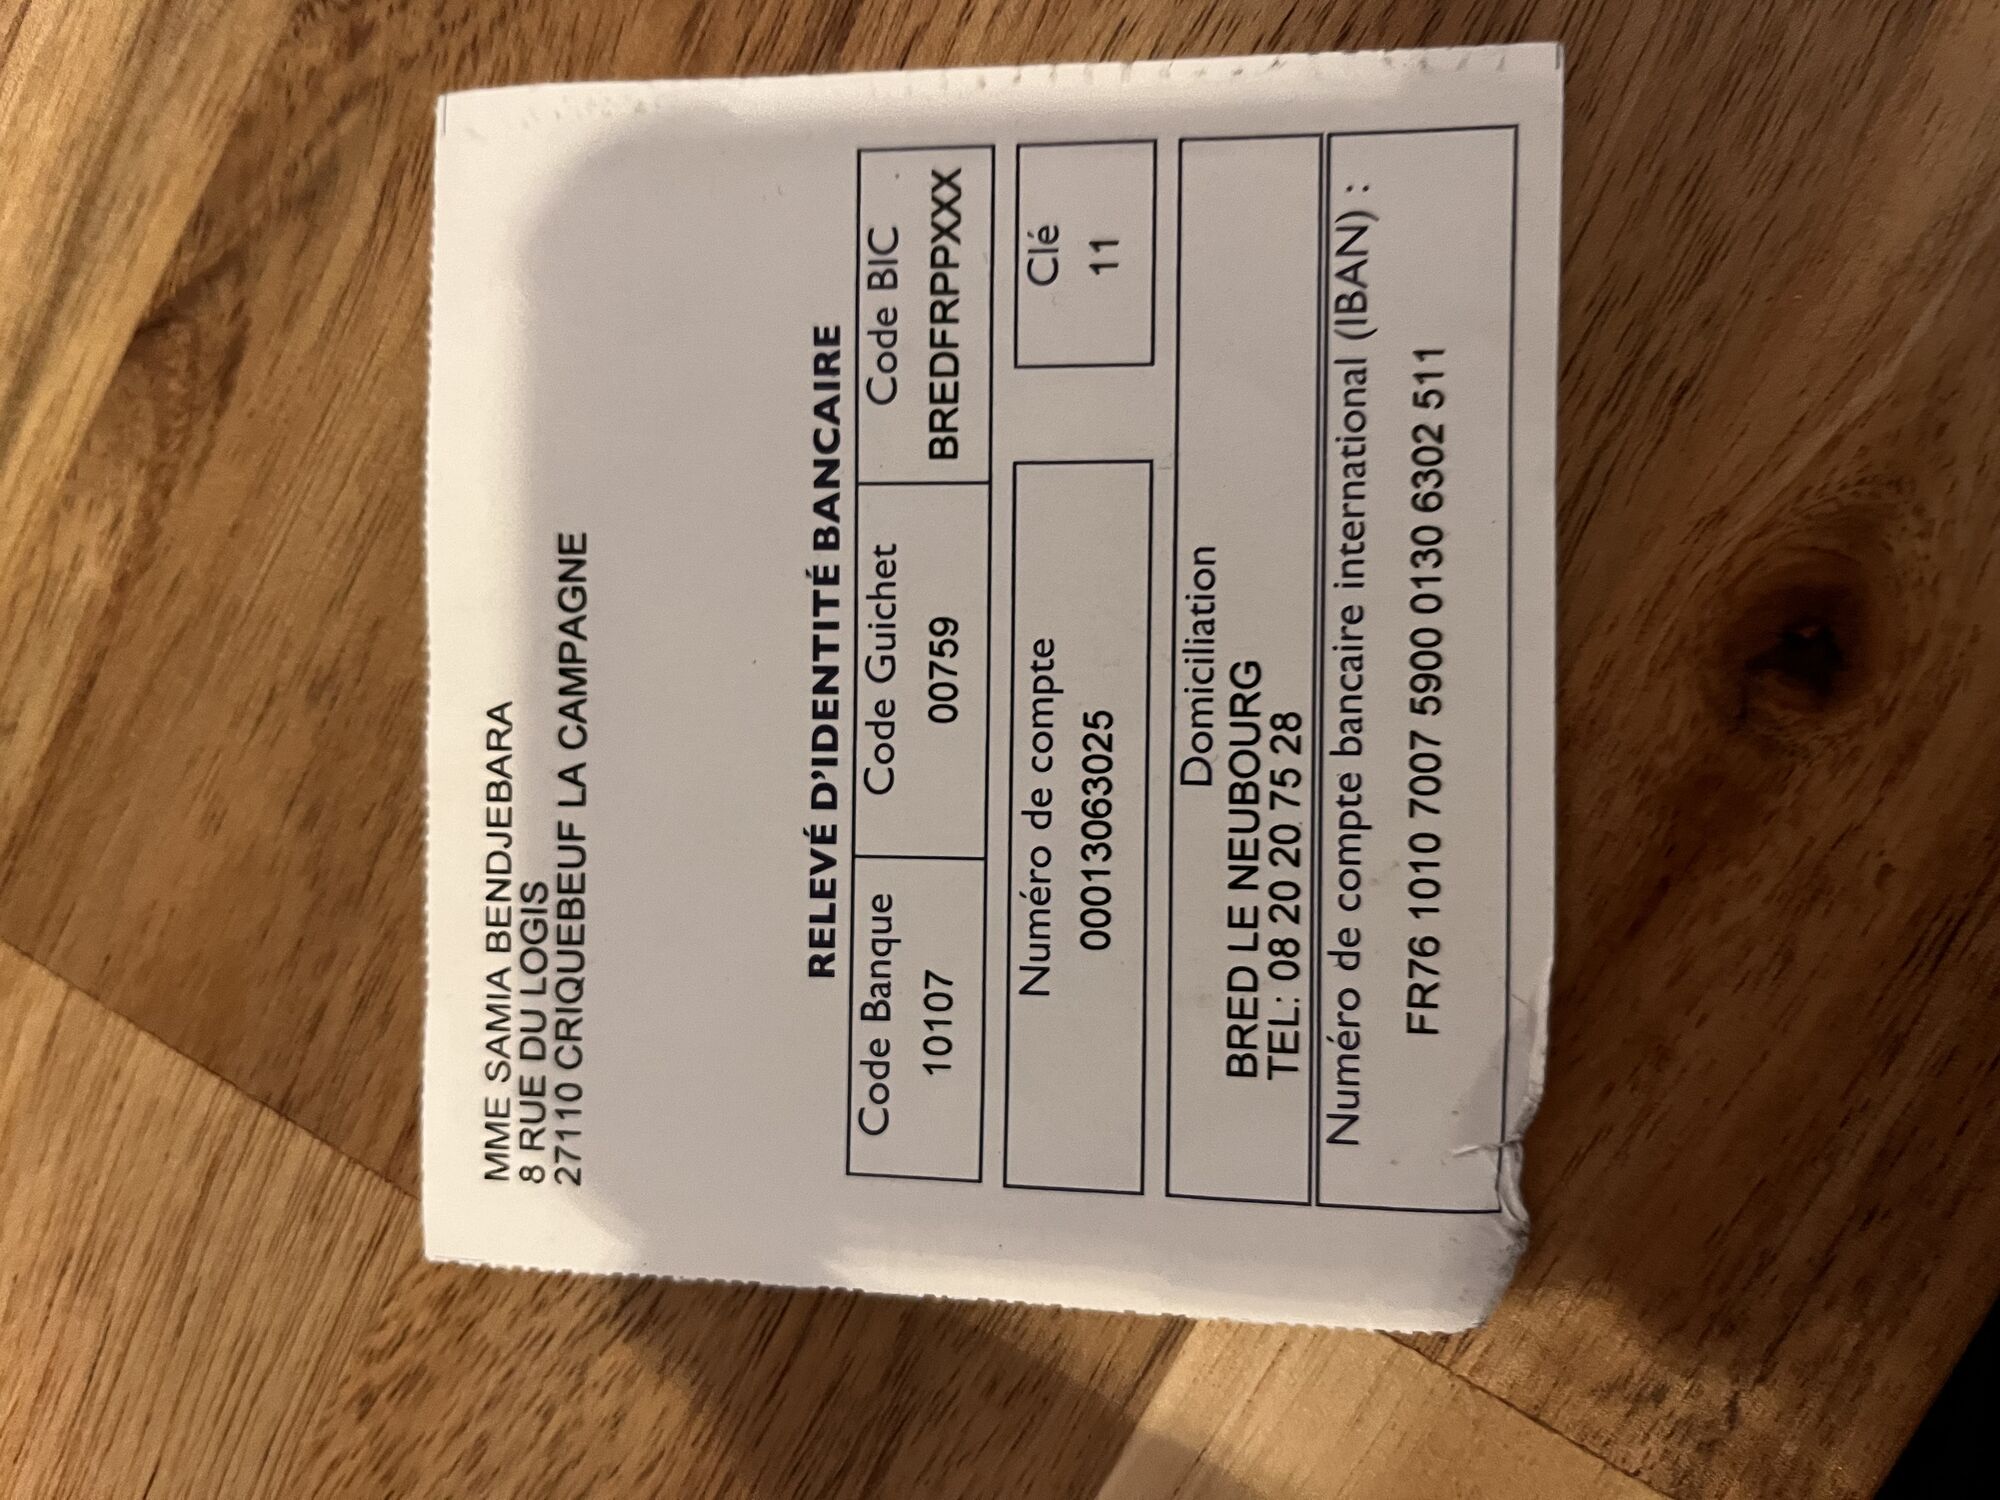 MME SAMIA BENDJEBARA
8 RUE DU LOGIS
27110 CRIQUEBEUF LA CAMPAGNE
RELEVÉ D'IDENTITÉ BANCAIRE
Code Banque Code Guichet Code BIC
10107 00759 BREDFRPPXXX
Numéro de compte Clé
00013063025 11
Domiciliation
BRED LE NEUBOURG
TEL: 08 20 20 75 28
Numéro de compte bancaire international (IBAN) :
FR76 1010 7007 5900 0130 6302 511